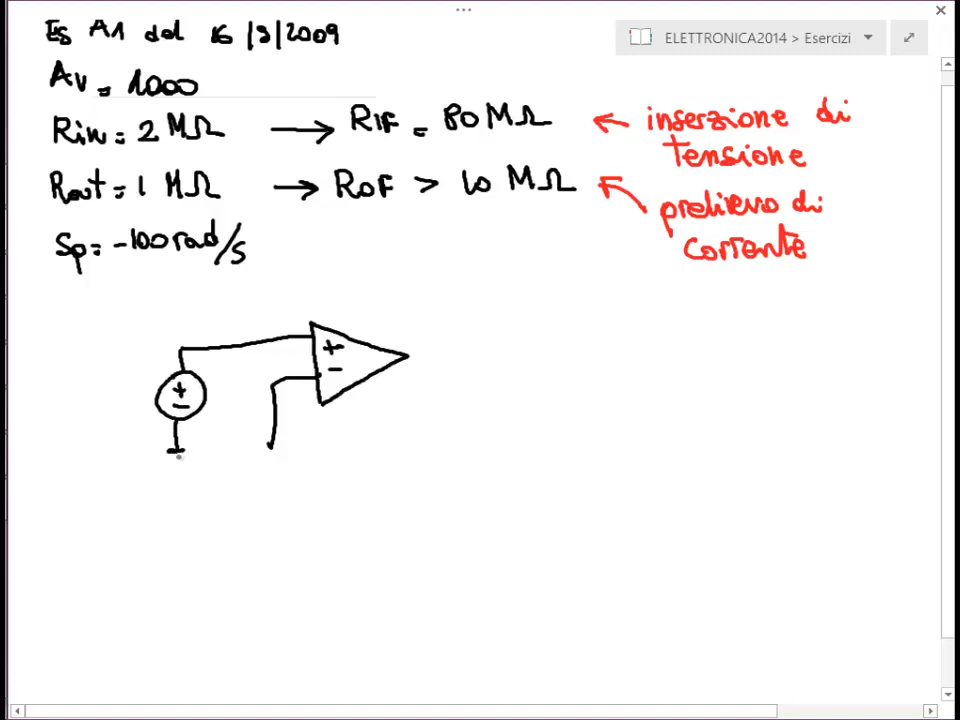 Es A1 del 16/9/2009
ELETTRONICA2014 > Esercizi
Av = 1000
Rin = 2 MΩ → RIF = 80 MΩ ← inserzione di
tensione
Rout = 1 MΩ → ROF > 10 MΩ
prelievo di
corrente
Sp = -100 rad/s
+
-
+
-